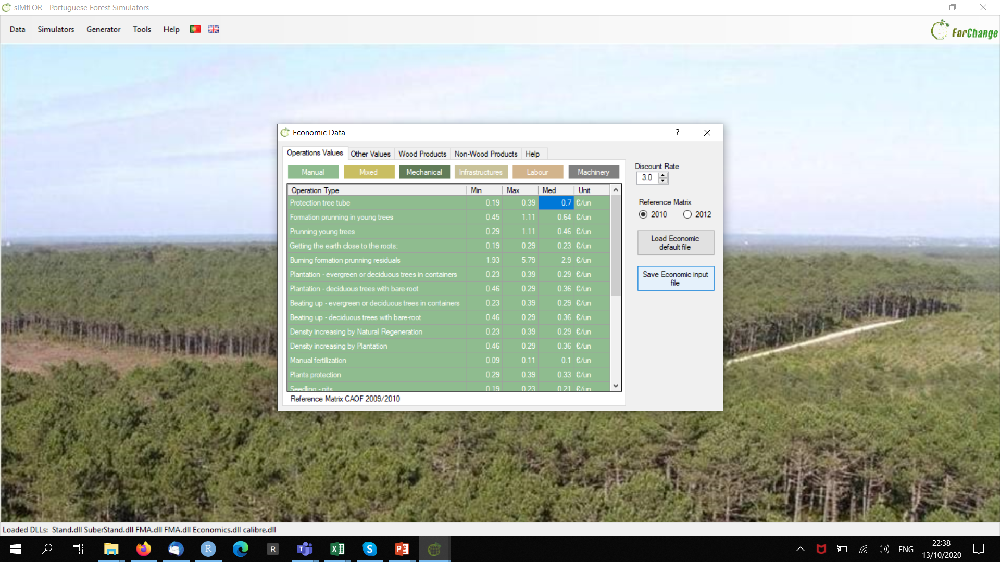 sIMfLOR - Portuguese Forest Simulators
Data Simulators Generator Tools Help
ForChange
Economic Data ?
Operations Values Other Values Wood Products Non-Wood Products Help
Manual Mixed Mechanical Infrastructures Labour Machinery
Operation Type Min Max Med Unit
Protection tree tube 0.19 0.39 0.7 €/un
Formation prunning in young trees 0.45 1.11 0.64 €/un
Prunning young trees 0.29 1.11 0.46 €/un
Getting the earth close to the roots; 0.19 0.29 0.23 €/un
Burning formation prunning residuals 1.93 5.79 2.9 €/un
Plantation - evergreen or deciduous trees in containers 0.23 0.39 0.29 €/un
Plantation - deciduous trees with bare-root 0.46 0.29 0.36 €/un
Beating up - evergreen or deciduous trees in containers 0.23 0.39 0.29 €/un
Beating up - deciduous trees with bare-root 0.46 0.29 0.36 €/un
Density increasing by Natural Regeneration 0.23 0.39 0.29 €/un
Density increasing by Plantation 0.46 0.29 0.36 €/un
Manual fertilization 0.09 0.11 0.1 €/un
Plants protection 0.29 0.39 0.33 €/un
Seedling - pits 0.19 0.23 0.21 €/un
Reference Matrix CAOF 2009/2010
Discount Rate
3.0
Reference Matrix
2010 2012
Load Economic
default file
Save Economic input
file
Loaded DLLs: Stand.dll SuberStand.dll FMA.dll FMA.dll Economics.dll calibre.dll
R R ENG
22:38
13/10/2020